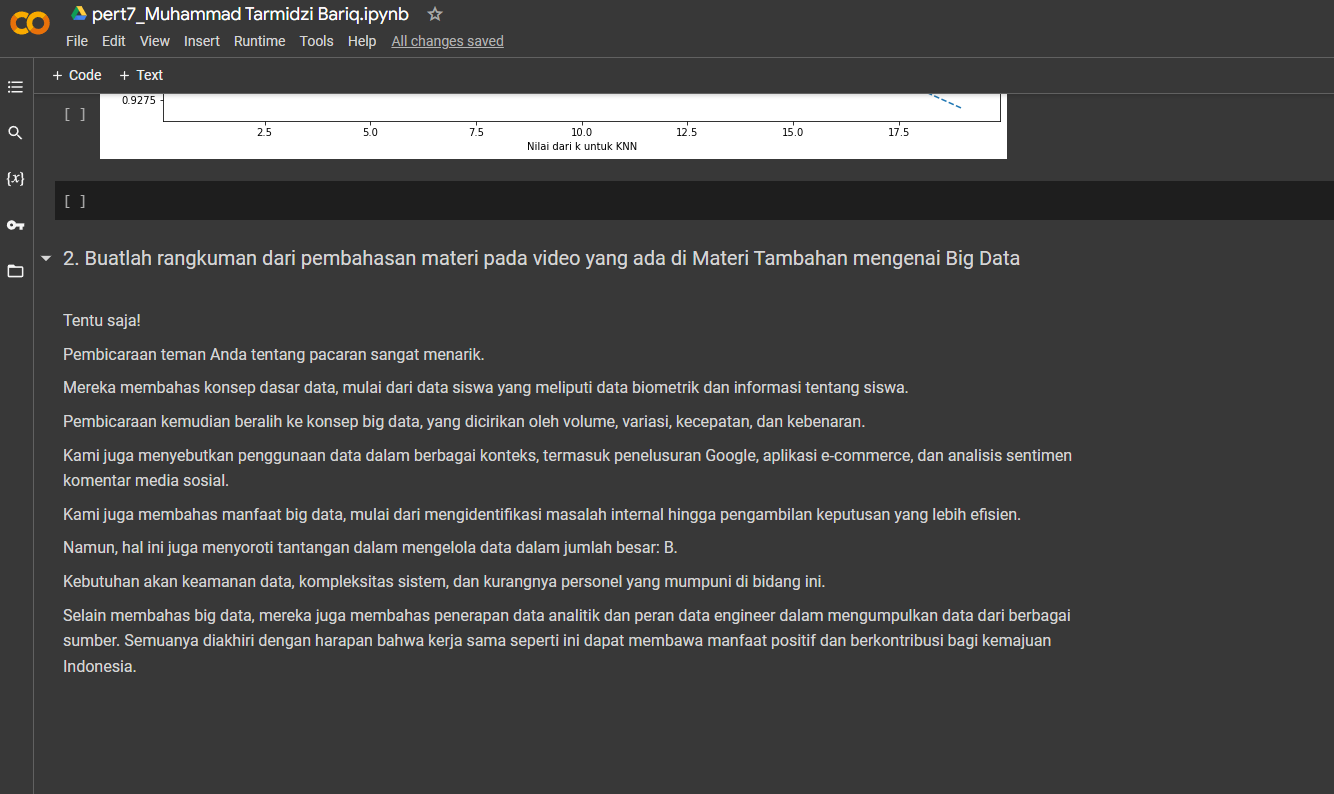 pert7_Muhammad Tarmidzi Bariq.ipynb
File Edit View Insert Runtime Tools Help All changes saved
+ Code + Text
[ ]
0.9275
2.5 5.0 7.5 10.0 12.5 15.0 17.5
Nilai dari k untuk KNN
{x}
[ ]
2. Buatlah rangkuman dari pembahasan materi pada video yang ada di Materi Tambahan mengenai Big Data
Tentu saja!
Pembicaraan teman Anda tentang pacaran sangat menarik.
Mereka membahas konsep dasar data, mulai dari data siswa yang meliputi data biometrik dan informasi tentang siswa.
Pembicaraan kemudian beralih ke konsep big data, yang dicirikan oleh volume, variasi, kecepatan, dan kebenaran.
Kami juga menyebutkan penggunaan data dalam berbagai konteks, termasuk penelusuran Google, aplikasi e-commerce, dan analisis sentimen
komentar media sosial.
Kami juga membahas manfaat big data, mulai dari mengidentifikasi masalah internal hingga pengambilan keputusan yang lebih efisien.
Namun, hal ini juga menyoroti tantangan dalam mengelola data dalam jumlah besar: B.
Kebutuhan akan keamanan data, kompleksitas sistem, dan kurangnya personel yang mumpuni di bidang ini.
Selain membahas big data, mereka juga membahas penerapan data analitik dan peran data engineer dalam mengumpulkan data dari berbagai
sumber. Semuanya diakhiri dengan harapan bahwa kerja sama seperti ini dapat membawa manfaat positif dan berkontribusi bagi kemajuan
Indonesia.